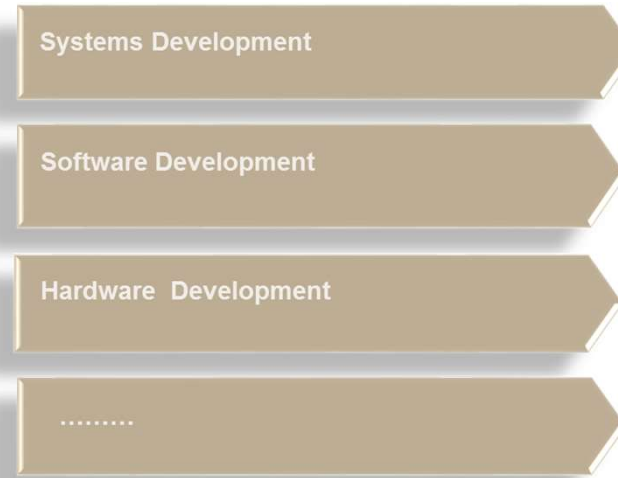 Systems Development
Software Development
Hardware  Development
.........